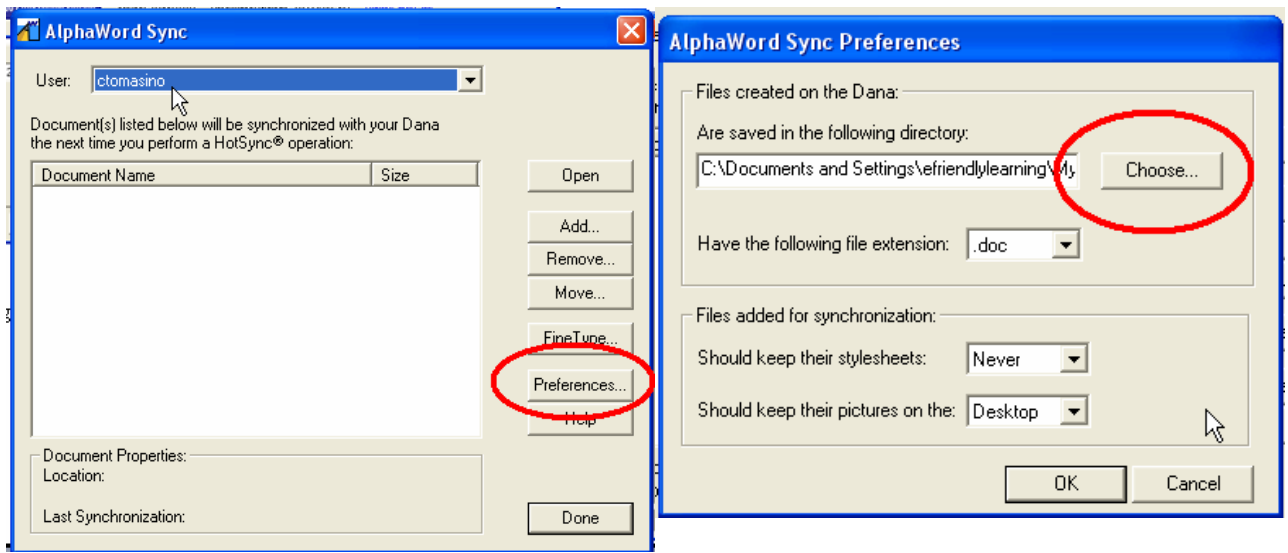 AlphaWord Sync
User: ctomasino
Document(s) listed below will be synchronized with your Dana
the next time you perform a HotSync® operation:
Document Name Size
Open
Add...
Remove...
Move...
FineType...
Preferences...
Help
Document Properties:
Location:
Last Synchronization:
Done
AlphaWord Sync Preferences
Files created on the Dana:
Are saved in the following directory:
C:\Documents and Settings\efriendlylearning\My
Choose...
Have the following file extension: .doc
Files added for synchronization:
Should keep their stylesheets: Never
Should keep their pictures on the: Desktop
OK Cancel